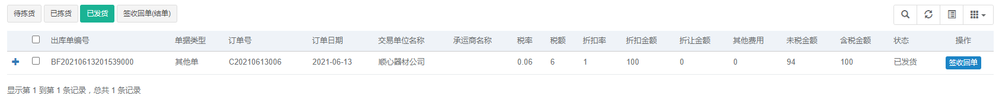 待拣货 已拣货 已发货 签收回单(结单)
出库单编号 单据类型 订单号 订单日期 交易单位名称 承运商名称 税率 税额 折扣率 折扣金额 折让金额 其他费用 未税金额 含税金额 状态 操作
BF20210613201539000 其他单 C20210613006 2021-06-13 顺心器材公司 0.06 6 1 100 0 0 94 100 已发货 签收回单
显示第 1 到第 1 条记录，总共 1 条记录